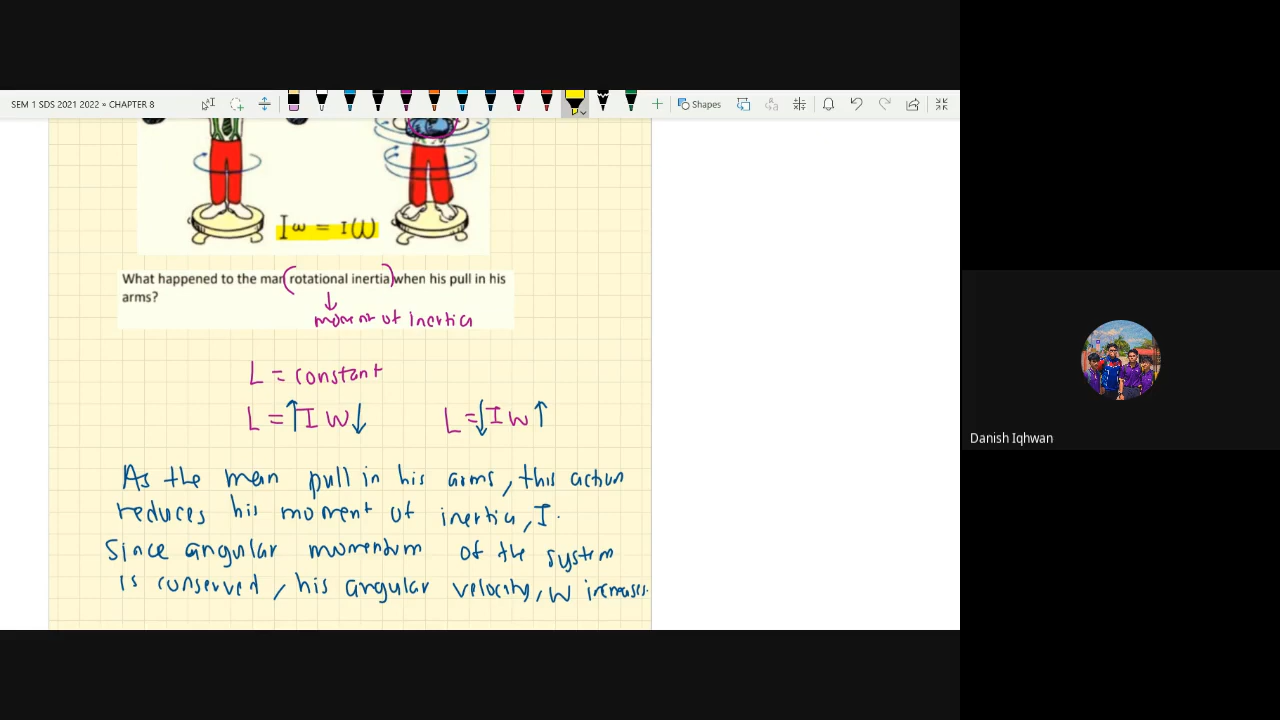 SEM 1 SDS 2021 2022 » CHAPTER 8
Shapes
Iω = Iω
What happened to the man rotational inertia when his pull in his
arms?
moment of inertia
L = constant
L = ↑I W↓ L = ↓I W↑
As the man pull in his arms, this action
reduces his moment of inertia, I.
Since angular momentum of the system
is conserved, his angular velocity, W increases.
Danish Iqhwan